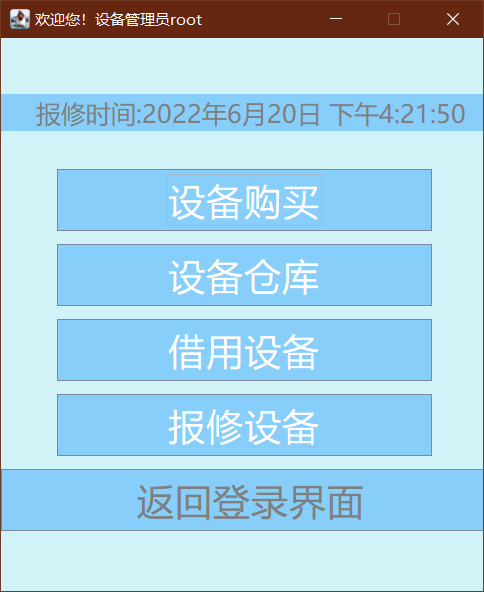 欢迎您！设备管理员root
报修时间:2022年6月20日 下午4:21:50
设备购买
设备仓库
借用设备
报修设备
返回登录界面